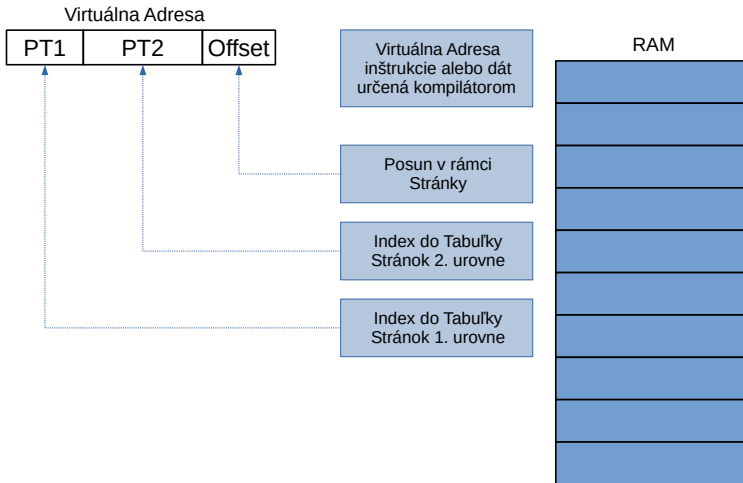 Virtuálna Adresa
PT1 PT2 Offset
Virtuálna Adresa
inštrukcie alebo dát
určená kompilátorom
RAM
Posun v rámci
Stránky
Index do Tabuľky
Stránok 2. urovne
Index do Tabuľky
Stránok 1. urovne